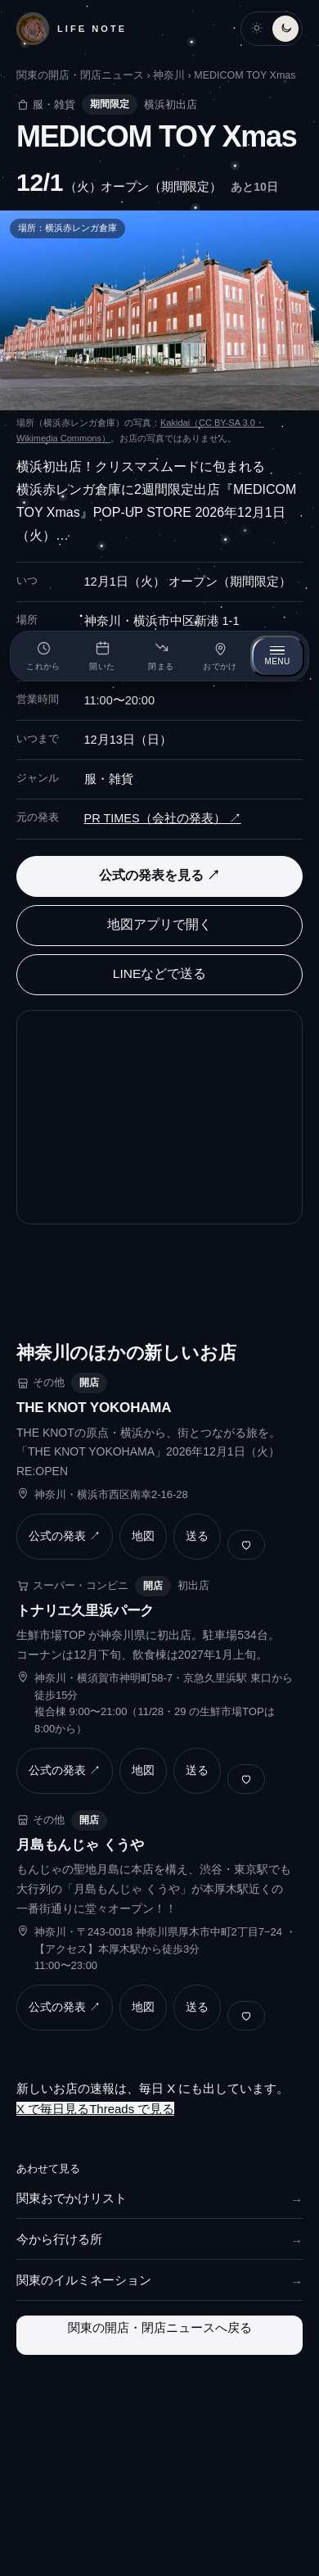 LIFE NOTE
関東の開店・閉店ニュース › 神奈川 › MEDICOM TOY Xmas
服・雑貨 期間限定 横浜初出店
MEDICOM TOY Xmas
12/1（火）オープン（期間限定） あと10日
場所：横浜赤レンガ倉庫
場所（横浜赤レンガ倉庫）の写真：Kakidai（CC BY-SA 3.0・
Wikimedia Commons）。お店の写真ではありません。
横浜初出店！クリスマスムードに包まれる
横浜赤レンガ倉庫に2週間限定出店『MEDICOM
TOY Xmas』POP-UP STORE 2026年12月1日
（火）…
いつ 12月1日（火） オープン（期間限定）
場所 神奈川・横浜市中区新港 1-1
これから 開いた 閉まる おでかけ MENU
営業時間 11:00〜20:00
いつまで 12月13日（日）
ジャンル 服・雑貨
元の発表 PR TIMES（会社の発表） ↗
公式の発表を見る ↗
地図アプリで開く
LINEなどで送る
神奈川のほかの新しいお店
その他 開店
THE KNOT YOKOHAMA
THE KNOTの原点・横浜から、街とつながる旅を。
「THE KNOT YOKOHAMA」2026年12月1日（火）
RE:OPEN
神奈川・横浜市西区南幸2-16-28
公式の発表 ↗ 地図 送る
スーパー・コンビニ 開店 初出店
トナリエ久里浜パーク
生鮮市場TOP が神奈川県に初出店。駐車場534台。
コーナンは12月下旬、飲食棟は2027年1月上旬。
神奈川・横須賀市神明町58-7・京急久里浜駅 東口から
徒歩15分
複合棟 9:00〜21:00（11/28・29 の生鮮市場TOPは
8:00から）
公式の発表 ↗ 地図 送る
その他 開店
月島もんじゃ くうや
もんじゃの聖地月島に本店を構え、渋谷・東京駅でも
大行列の「月島もんじゃ くうや」が本厚木駅近くの
一番街通りに堂々オープン！！
神奈川・〒243-0018 神奈川県厚木市中町2丁目7−24 ・
【アクセス】本厚木駅から徒歩3分
11:00〜23:00
公式の発表 ↗ 地図 送る
新しいお店の速報は、毎日 X にも出しています。
X で毎日見るThreads で見る
あわせて見る
関東おでかけリスト →
今から行ける所 →
関東のイルミネーション →
関東の開店・閉店ニュースへ戻る